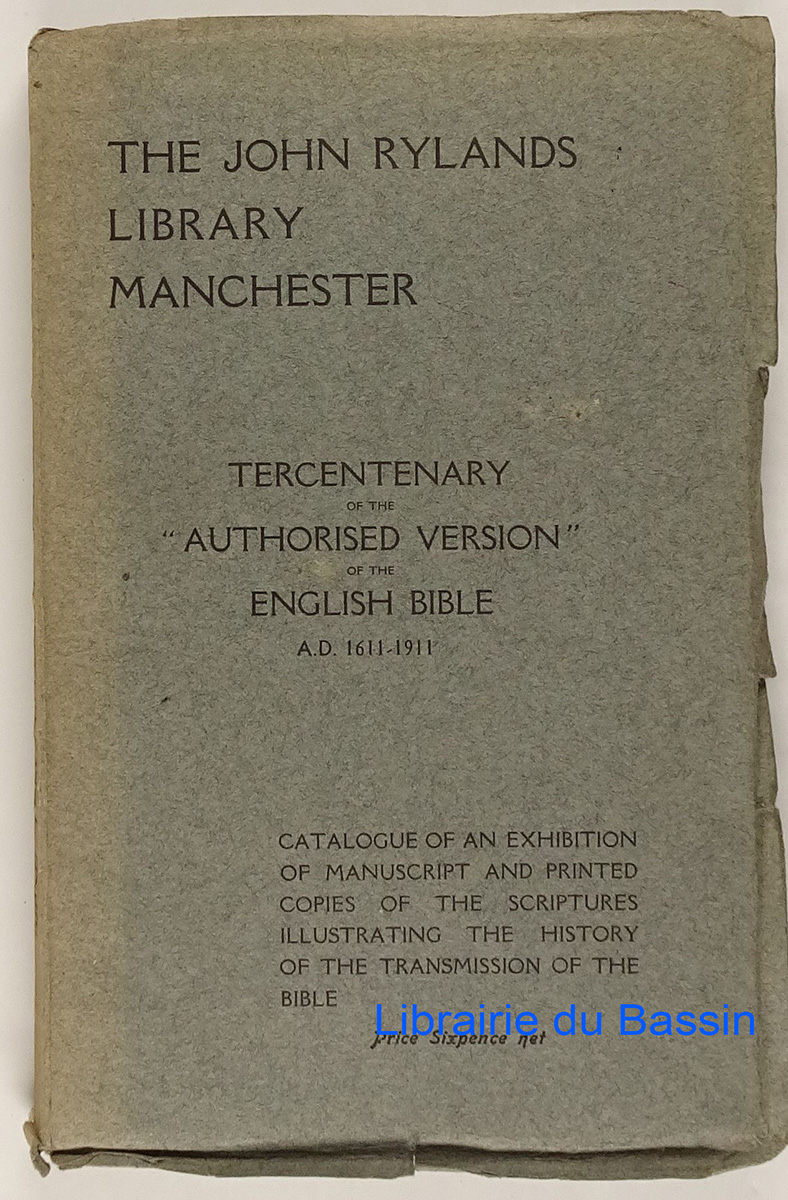 THE JOHN RYLANDS
LIBRARY
MANCHESTER
TERCENTENARY
OF THE
“AUTHORISED VERSION”
OF THE
ENGLISH BIBLE
A.D. 1611-1911
CATALOGUE OF AN EXHIBITION
OF MANUSCRIPT AND PRINTED
COPIES OF THE SCRIPTURES
ILLUSTRATING THE HISTORY
OF THE TRANSMISSION OF THE
BIBLE
Librairie du Bassin
Price Sixpence net